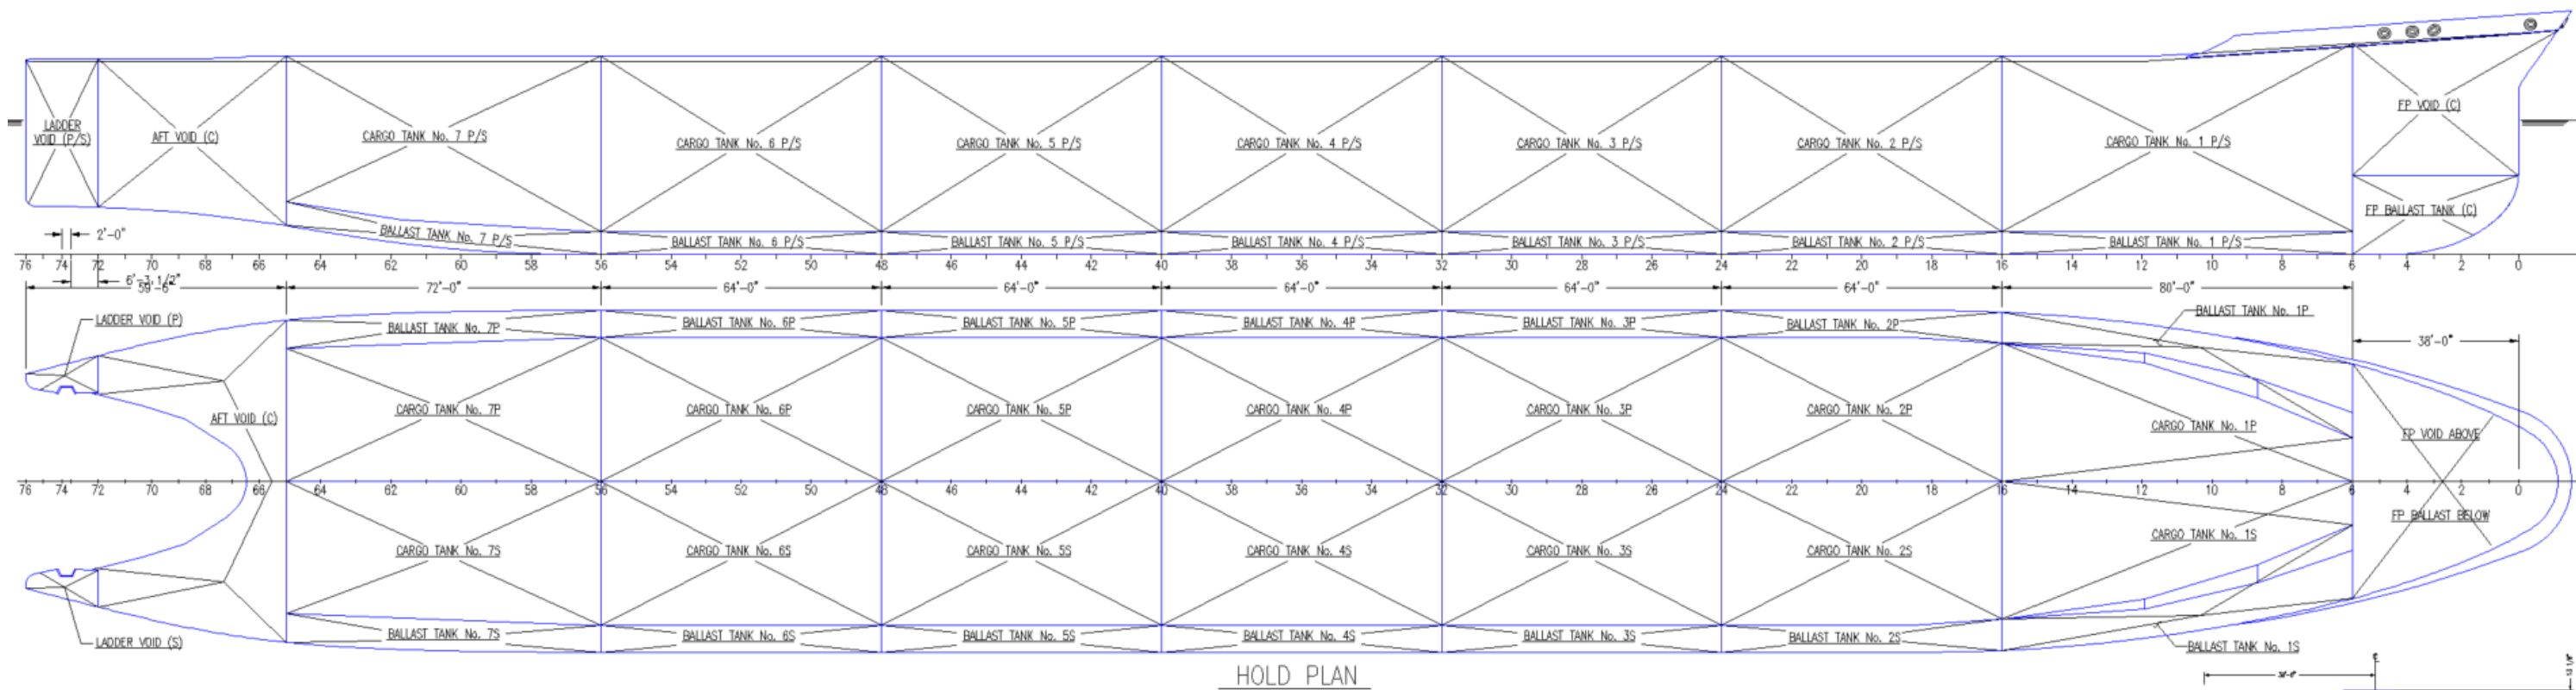 LADDER
VOID (P/S)
AFT VOID (C)
CARGO TANK No. 7 P/S
CARGO TANK No. 6 P/S
CARGO TANK No. 5 P/S
CARGO TANK No. 4 P/S
CARGO TANK No. 3 P/S
CARGO TANK No. 2 P/S
CARGO TANK No. 1 P/S
FP VOID (C)
FP BALLAST TANK (C)
2'-0"
BALLAST TANK No. 7 P/S
BALLAST TANK No. 6 P/S
BALLAST TANK No. 5 P/S
BALLAST TANK No. 4 P/S
BALLAST TANK No. 3 P/S
BALLAST TANK No. 2 P/S
BALLAST TANK No. 1 P/S
76 74 72 70 68 66 64 62 60 58 56 54 52 50 48 46 44 42 40 38 36 34 32 30 28 26 24 22 20 18 16 14 12 10 8 6 4 2 0
6'-3 1/2"
59'-6" 72'-0" 64'-0" 64'-0" 64'-0" 64'-0" 64'-0" 80'-0"
38'-0"
LADDER VOID (P)
BALLAST TANK No. 7P
BALLAST TANK No. 6P
BALLAST TANK No. 5P
BALLAST TANK No. 4P
BALLAST TANK No. 3P
BALLAST TANK No. 2P
BALLAST TANK No. 1P
AFT VOID (C)
CARGO TANK No. 7P
CARGO TANK No. 6P
CARGO TANK No. 5P
CARGO TANK No. 4P
CARGO TANK No. 3P
CARGO TANK No. 2P
CARGO TANK No. 1P
FP VOID ABOVE
76 74 72 70 68 66 64 62 60 58 56 54 52 50 48 46 44 42 40 38 36 34 32 30 28 26 24 22 20 18 16 14 12 10 8 6 4 2 0
FP BALLAST BELOW
CARGO TANK No. 7S
CARGO TANK No. 6S
CARGO TANK No. 5S
CARGO TANK No. 4S
CARGO TANK No. 3S
CARGO TANK No. 2S
CARGO TANK No. 1S
LADDER VOID (S)
BALLAST TANK No. 7S
BALLAST TANK No. 6S
BALLAST TANK No. 5S
BALLAST TANK No. 4S
BALLAST TANK No. 3S
BALLAST TANK No. 2S
BALLAST TANK No. 1S
HOLD PLAN